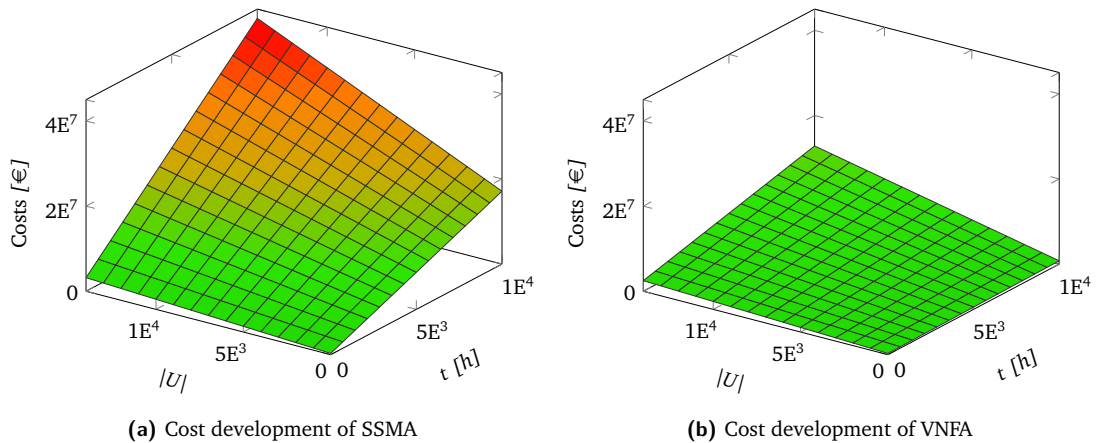 4E⁷
2E⁷
0
Costs [€]
1E⁴
5E³
0
|U|
0
5E³
1E⁴
t [h]
(a) Cost development of SSMA
4E⁷
2E⁷
0
Costs [€]
1E⁴
5E³
0
|U|
0
5E³
1E⁴
t [h]
(b) Cost development of VNFA